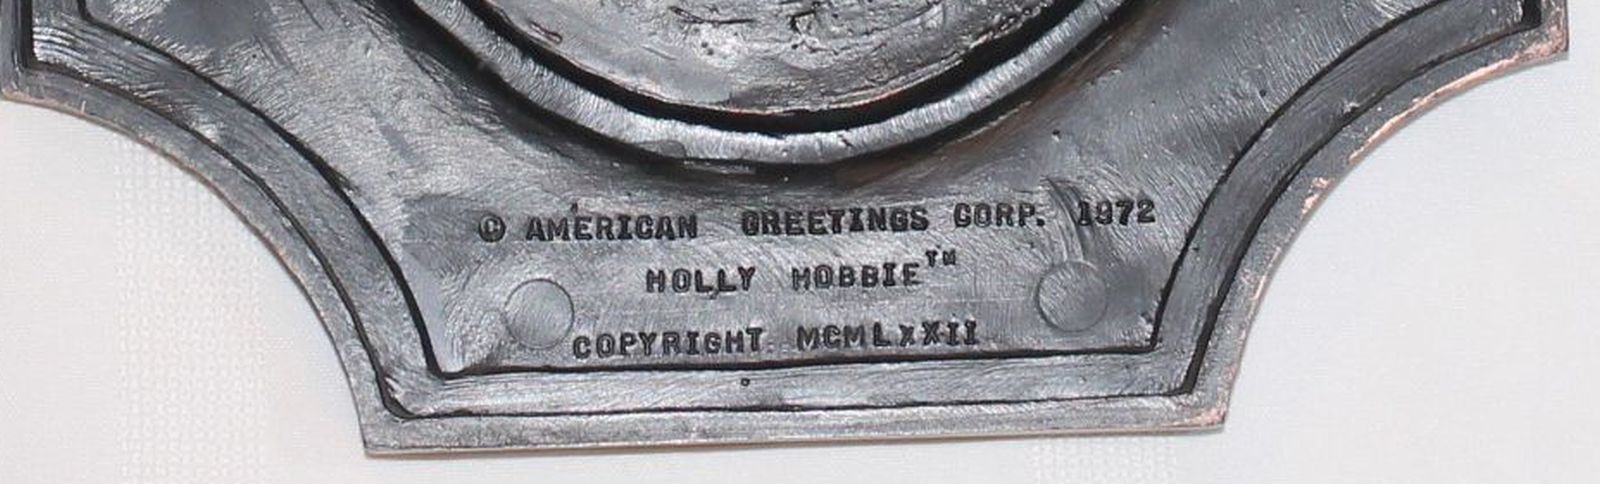 © AMERICAN GREETINGS CORP. 1972
HOLLY HOBBIE™
COPYRIGHT MCMLXXII